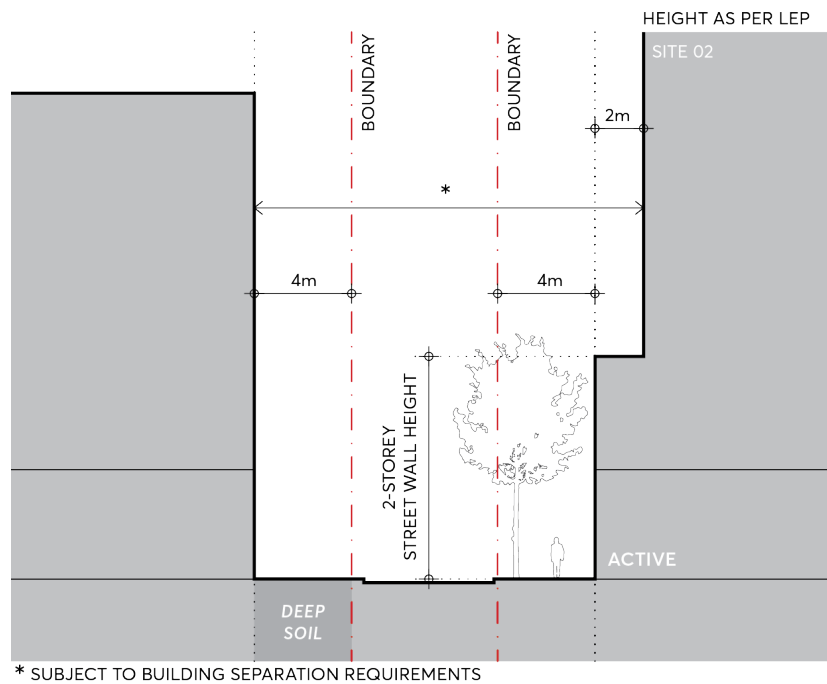 HEIGHT AS PER LEP
SITE 02
BOUNDARY
BOUNDARY
2m
*
4m
4m
2-STOREY
STREET WALL HEIGHT
ACTIVE
DEEP
SOIL
* SUBJECT TO BUILDING SEPARATION REQUIREMENTS